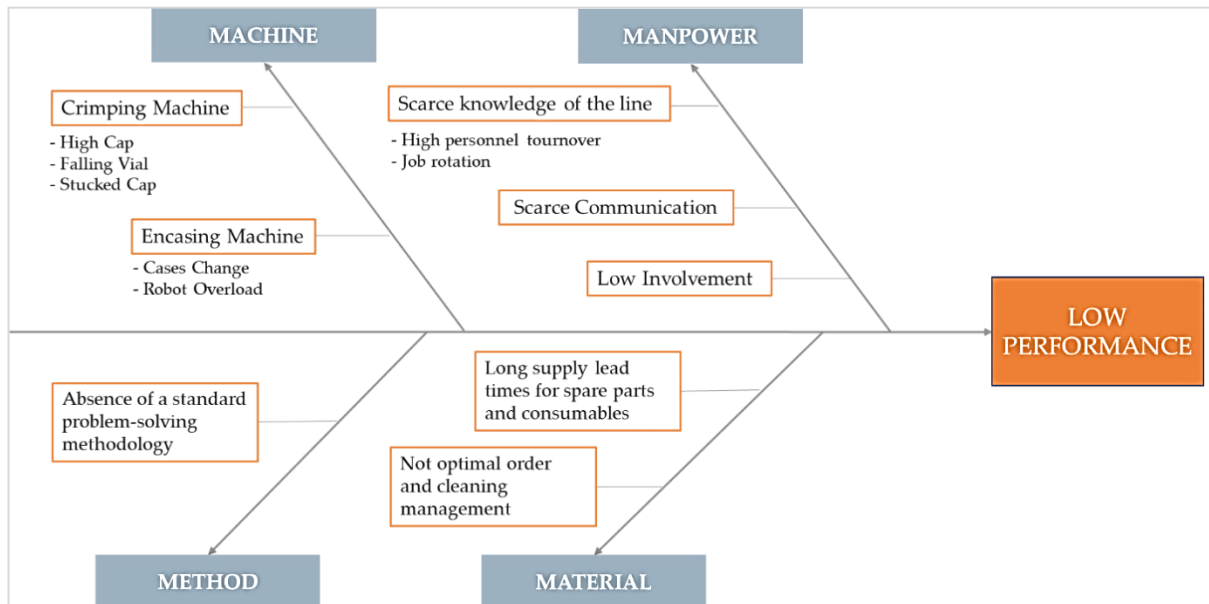 MACHINE
MANPOWER
Crimping Machine
- High Cap
- Falling Vial
- Stucked Cap
Encasing Machine
- Cases Change
- Robot Overload
Scarce knowledge of the line
- High personnel tournover
- Job rotation
Scarce Communication
Low Involvement
LOW
PERFORMANCE
Absence of a standard
problem-solving
methodology
Long supply lead
times for spare parts
and consumables
Not optimal order
and cleaning
management
METHOD
MATERIAL